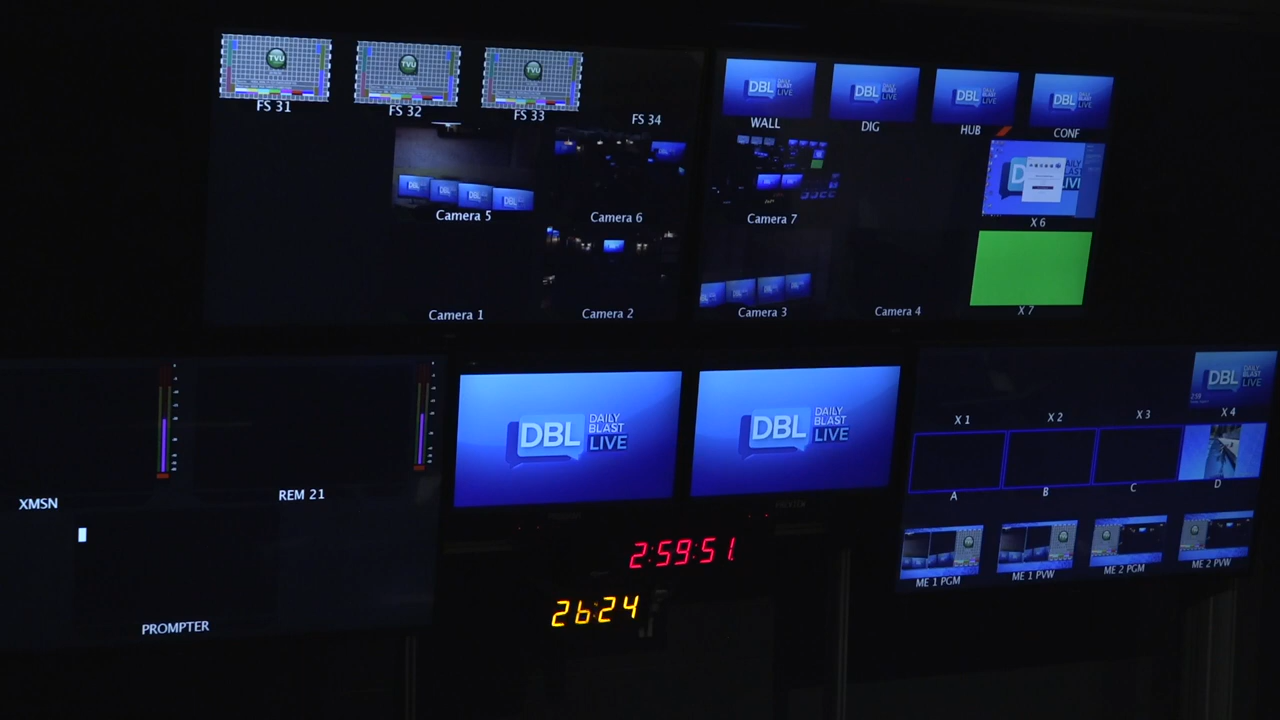 TVU
TVU
TVU
FS 31
FS 32
FS 33
FS 34
DBL DAILY BLAST LIVE
DBL DAILY BLAST LIVE
DBL DAILY BLAST LIVE
DBL DAILY BLAST LIVE
WALL
DIG
HUB
CONF
Camera 5
Camera 6
Camera 7
X 6
Camera 1
Camera 2
Camera 3
Camera 4
X 7
XMSN
REM 21
PROMPTER
DBL
DAILY
BLAST
LIVE
DBL
DAILY
BLAST
LIVE
DBL DAILY BLAST LIVE
X 1
X 2
X 3
X 4
A
B
C
D
ME 1 PGM
ME 1 PVW
ME 2 PGM
ME 2 PVW
2:59:51
26:24